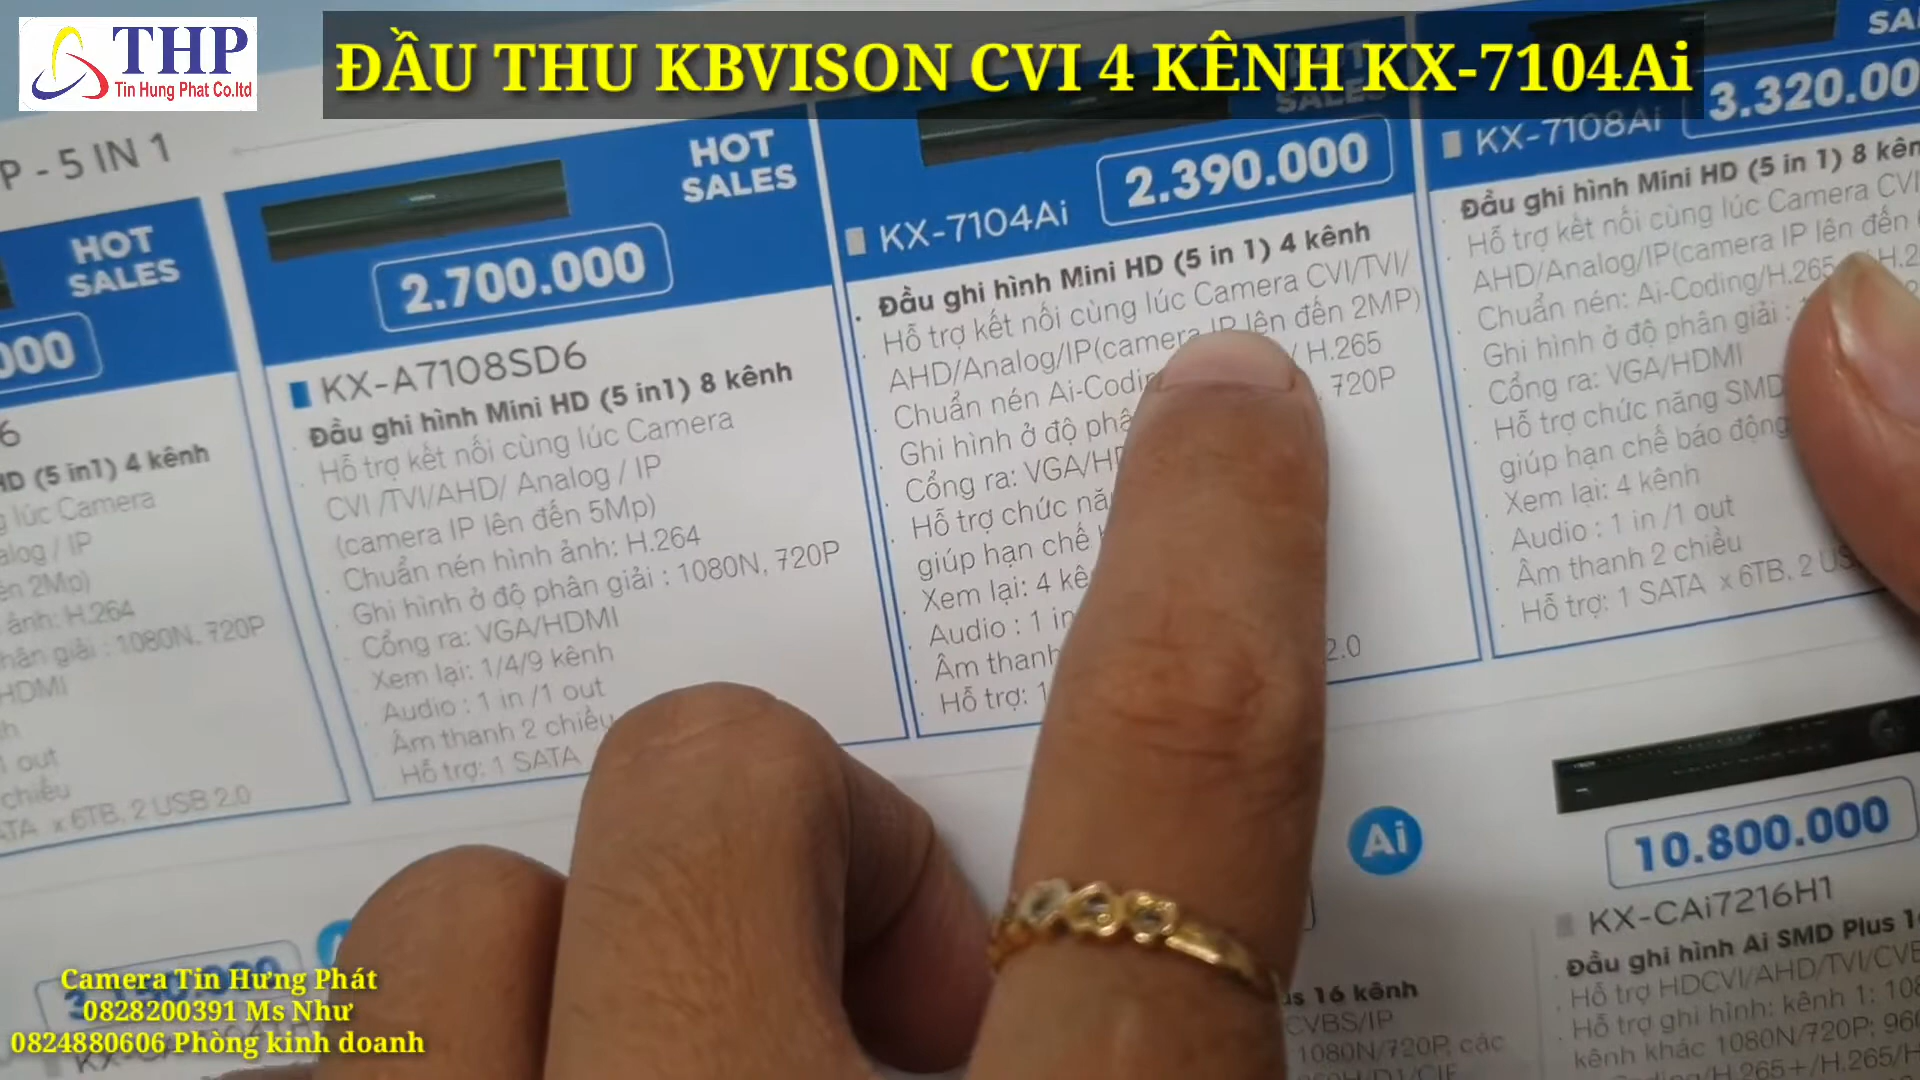 THP
Tin Hung Phat Co.ltd
ĐẦU THU KBVISON CVI 4 KÊNH KX-7104Ai
P - 5 IN 1
HOT
SALES
000
6
HD (5 in1) 4 kênh
lúc Camera
alog / IP
2Mp)
ảnh: H.264
phân giải : 1080N, 720P
HDMI
1 out
chiều
x 6TB, 2 USB 2.0
HOT
SALES
2.700.000
KX-A7108SD6
Đầu ghi hình Mini HD (5 in1) 8 kênh
Hỗ trợ kết nối cùng lúc Camera
CVI /TVI/AHD/ Analog / IP
(camera IP lên đến 5Mp)
Chuẩn nén hình ảnh: H.264
Ghi hình ở độ phân giải : 1080N, 720P
Cổng ra: VGA/HDMI
Xem lại: 1/4/9 kênh
Audio : 1 in /1 out
Âm thanh 2 chiều
Hỗ trợ: 1 SATA
SALES
2.390.000
KX-7104Ai
Đầu ghi hình Mini HD (5 in 1) 4 kênh
Hỗ trợ kết nối cùng lúc Camera CVI/TVI/
AHD/Analog/IP(camera IP lên đến 2MP)
Chuẩn nén Ai-Codin / H.265
Ghi hình ở độ phâ , 720P
Cổng ra: VGA/HD
Hỗ trợ chức nă
giúp hạn chế
Xem lại: 4 kê
Audio : 1 in
Âm thanh
Hỗ trợ: 1 2.0
SA
3.320.00
KX-7108Ai
Đầu ghi hình Mini HD (5 in 1) 8 kên
Hỗ trợ kết nối cùng lúc Camera CVI
AHD/Analog/IP(camera IP lên đến
Chuẩn nén: Ai-Coding/H.265 H.2
Ghi hình ở độ phân giải :
Cổng ra: VGA/HDMI
Hỗ trợ chức năng SMD
giúp hạn chế báo động
Xem lại: 4 kênh
Audio : 1 in /1 out
Âm thanh 2 chiều
Hỗ trợ: 1 SATA x 6TB, 2 US
Ai
10.800.000
KX-CAi7216H1
Đầu ghi hình Ai SMD Plus 1
Hỗ trợ HDCVI/AHD/TVI/CVB
Hỗ trợ ghi hình: kênh 1: 108
kênh khác 1080N/720P; 960
H.265+/H.265/H
us 16 kênh
CVBS/IP
1080N/720P, các
960H/D1/CIF
Camera Tin Hưng Phát
0828200391 Ms Như
0824880606 Phòng kinh doanh